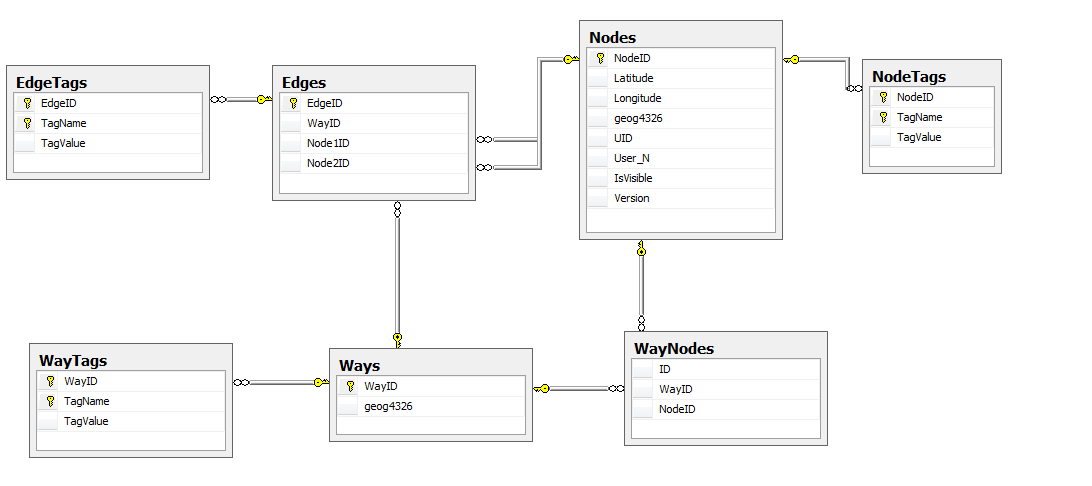 EdgeTags
EdgeID
TagName
TagValue
Edges
EdgeID
WayID
Node1ID
Node2ID
Nodes
NodeID
Latitude
Longitude
geog4326
UID
User_N
IsVisible
Version
NodeTags
NodeID
TagName
TagValue
WayTags
WayID
TagName
TagValue
Ways
WayID
geog4326
WayNodes
ID
WayID
NodeID